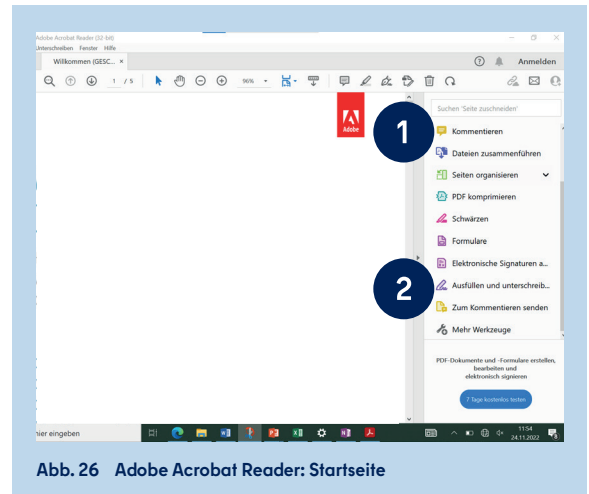 Adobe Acrobat Reader (32-bit)
Unterschreiben Fenster Hilfe
Willkommen (GESC... ×
Anmelden
1 / 5
96%
Adobe
Suchen 'Seite zuschneiden'
1
Kommentieren
Dateien zusammenführen
Seiten organisieren
PDF komprimieren
Schwärzen
Formulare
Elektronische Signaturen a...
2
Ausfüllen und unterschreib...
Zum Kommentieren senden
Mehr Werkzeuge
PDF-Dokumente und -Formulare erstellen,
bearbeiten und
elektronisch signieren
7 Tage kostenlos testen
hier eingeben
11:54
24.11.2022
Abb. 26 Adobe Acrobat Reader: Startseite